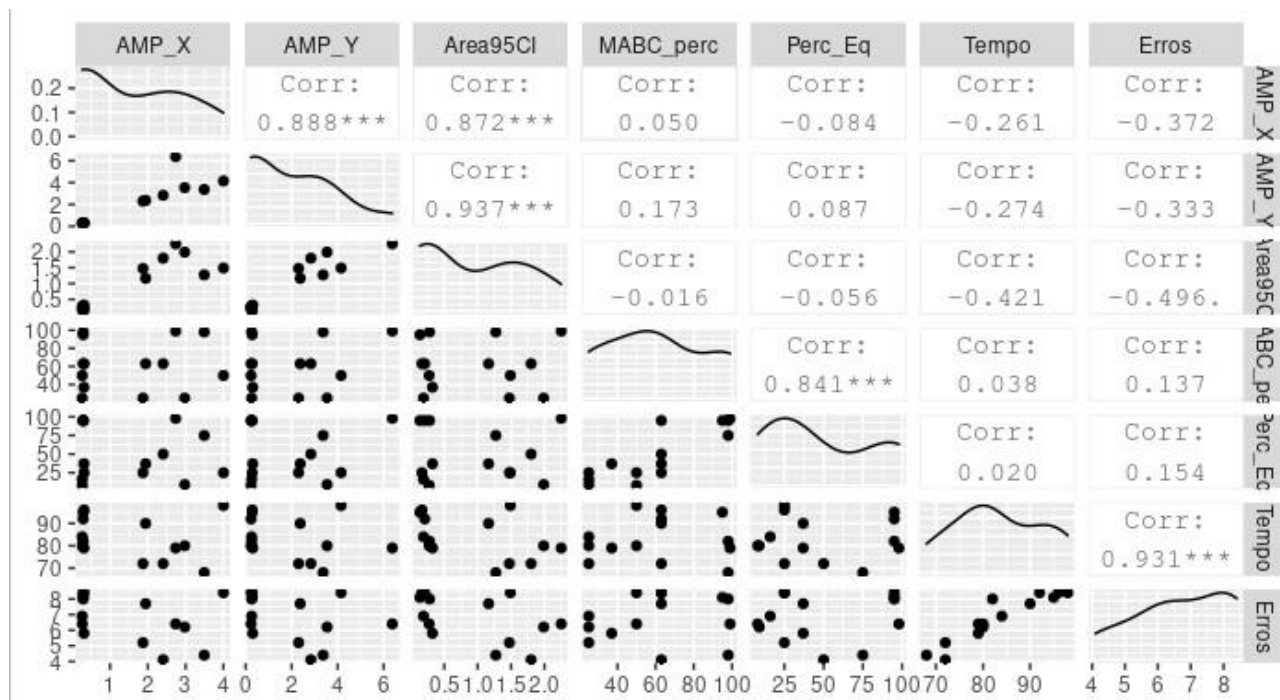 AMP_X AMP_Y Area95CI MABC_perc Perc_Eq Tempo Erros
0.2
0.1
0.0
Corr:
0.888***
Corr:
0.872***
Corr:
0.050
Corr:
-0.084
Corr:
-0.261
Corr:
-0.372
AMP_X
6
4
2
0
Corr:
0.937***
Corr:
0.173
Corr:
0.087
Corr:
-0.274
Corr:
-0.333
AMP_Y
2.0
1.5
1.0
0.5
Corr:
-0.016
Corr:
-0.056
Corr:
-0.421
Corr:
-0.496.
Area95C
100
80
60
40
Corr:
0.841***
Corr:
0.038
Corr:
0.137
ABC_pe
100
75
50
25
Corr:
0.020
Corr:
0.154
Perc_Ec
90
80
70
Corr:
0.931***
Tempo
8
7
6
5
4
Erros
1 2 3 4 0 2 4 6 0.51.01.52.0 40 60 80 100 25 50 75 10070 80 90 4 5 6 7 8